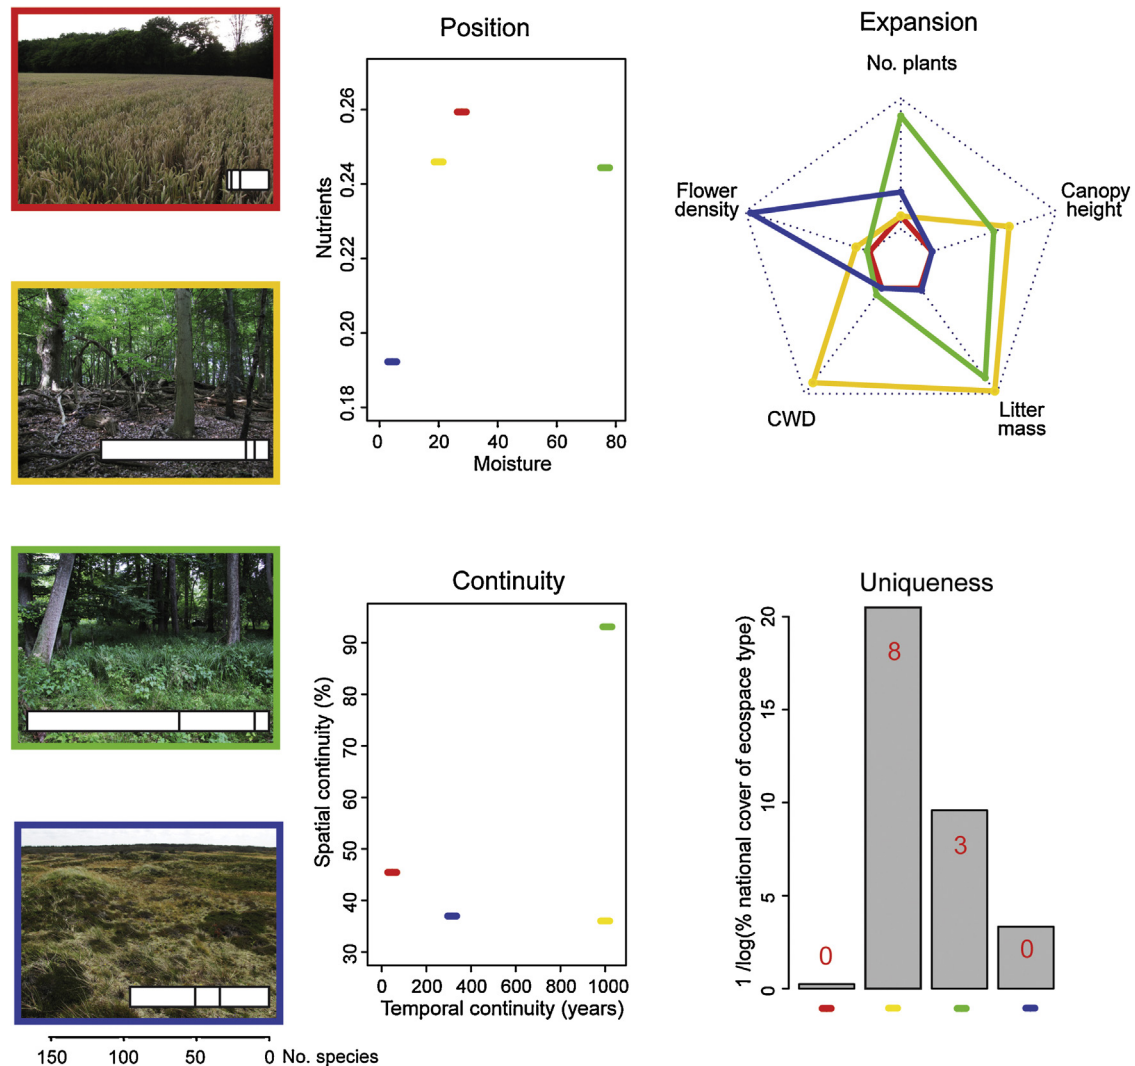 Position
Nutrients
0.26
0.24
0.22
0.20
0.18
0 20 40 60 80
Moisture
Expansion
No. plants
Flower
density
Canopy
height
CWD
Litter
mass
Continuity
Spatial continuity (%)
90
80
70
60
50
40
30
0 200 400 600 800 1000
Temporal continuity (years)
Uniqueness
1 /log(% national cover of ecospace type)
20
15
10
5
0
0
8
3
0
150 100 50 0 No. species